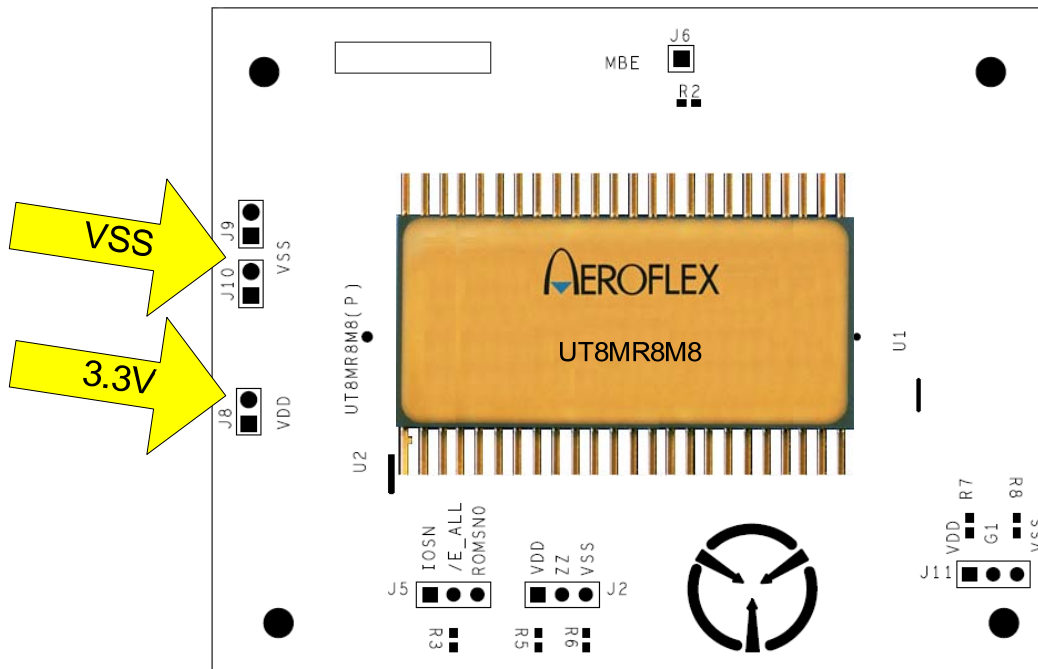 J6
MBE
R2
VSS
J9
VSS
J10
AEROFLEX
UT8MR8M8
UT8MR8M8(P)
U1
3.3V
J8
VDD
U2
IOSN
/E_ALL
ROMSN0
J5
R3
VDD
ZZ
VSS
J2
R5
R6
R7
R8
VDD
G1
VSS
J11